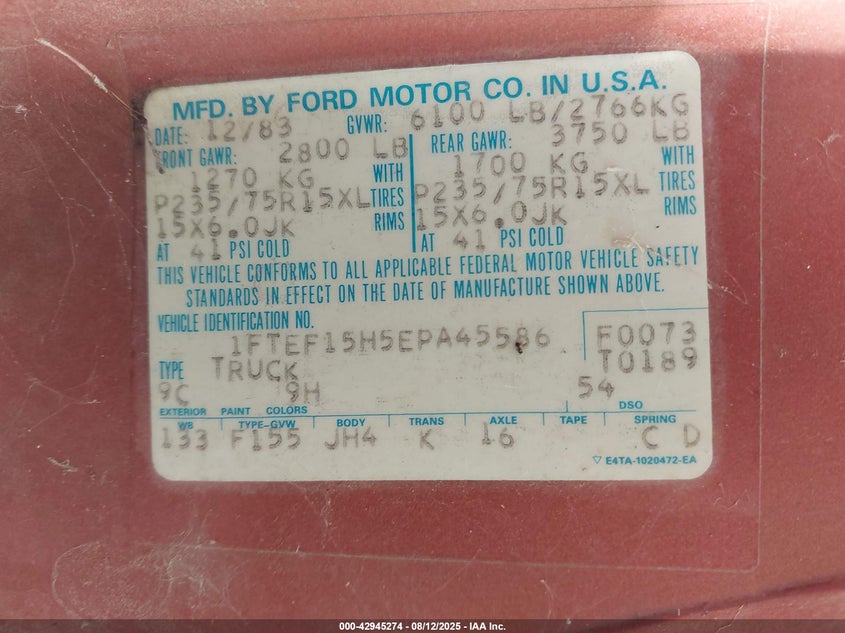 MFD. BY FORD MOTOR CO. IN U.S.A.
DATE: 12/83 GVWR: 6100 LB/2766KG
FRONT GAWR: 2800 LB REAR GAWR: 3750 LB
1270 KG WITH 1700 KG WITH
P235/75R15XL TIRES P235/75R15XL TIRES
15X6.0JK RIMS 15X6.0JK RIMS
AT 41 PSI COLD AT 41 PSI COLD
THIS VEHICLE CONFORMS TO ALL APPLICABLE FEDERAL MOTOR VEHICLE SAFETY
STANDARDS IN EFFECT ON THE DATE OF MANUFACTURE SHOWN ABOVE.
VEHICLE IDENTIFICATION NO.
1FTEF15H5EPA45586 F0073
TYPE TRUCK T0189
9C 9H 54
EXTERIOR PAINT COLORS DSO
WB TYPE-GVW BODY TRANS AXLE TAPE SPRING
133 F155 JH4 K 16 C D
▽ E4TA-1020472-EA
000-42945274 - 08/12/2025 - IAA Inc.